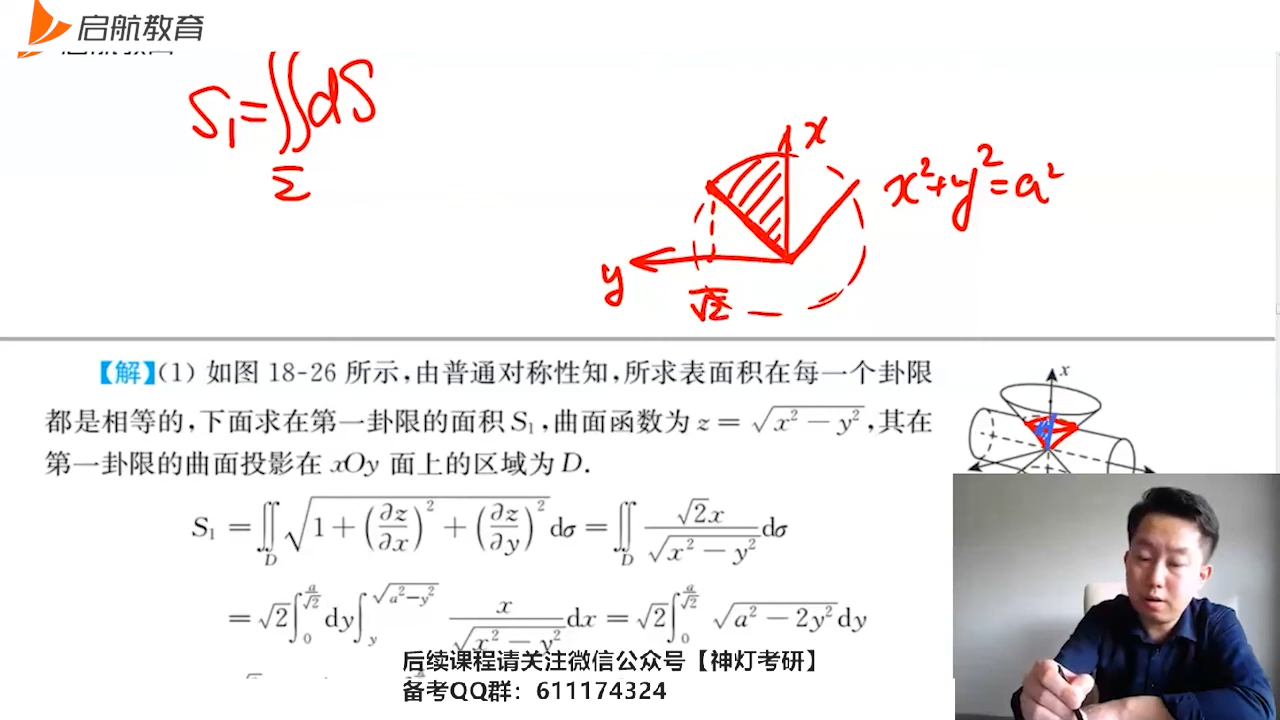 启航教育
S₁=∬dS
Σ
x
x²+y²=a²
y
【解】(1) 如图 18-26 所示,由普通对称性知,所求表面积在每一个卦限
都是相等的,下面求在第一卦限的面积 S₁,曲面函数为 z = √(x² − y²),其在
第一卦限的曲面投影在 xOy 面上的区域为 D.
x
S₁ = ∬_D √(1 + (∂z/∂x)² + (∂z/∂y)²) dσ = ∬_D √2x/√(x² − y²) dσ
= √2 ∫₀^(a/√2) dy ∫_y^√(a²−y²) x/√(x² − y²) dx = √2 ∫₀^(a/√2) √(a² − 2y²) dy
后续课程请关注微信公众号【神灯考研】
备考QQ群：611174324